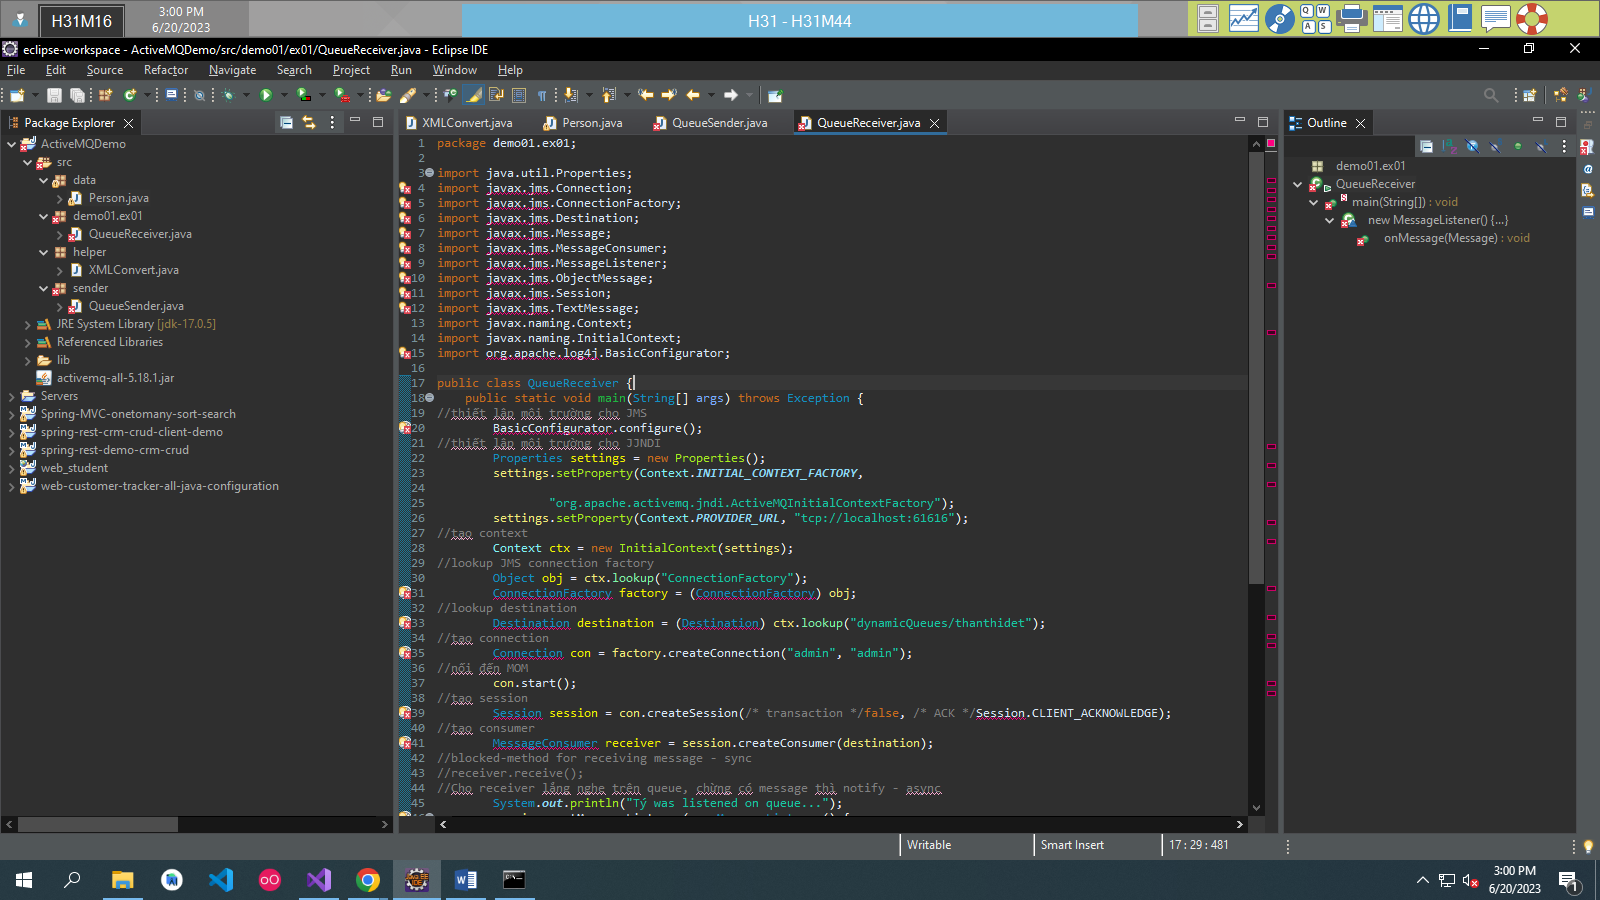 H31M16
3:00 PM
6/20/2023
H31 - H31M44
eclipse-workspace - ActiveMQDemo/src/demo01/ex01/QueueReceiver.java - Eclipse IDE
File Edit Source Refactor Navigate Search Project Run Window Help
Package Explorer
ActiveMQDemo
src
data
Person.java
demo01.ex01
QueueReceiver.java
helper
XMLConvert.java
sender
QueueSender.java
JRE System Library [jdk-17.0.5]
Referenced Libraries
lib
activemq-all-5.18.1.jar
Servers
Spring-MVC-onetomany-sort-search
spring-rest-crm-crud-client-demo
spring-rest-demo-crm-crud
web_student
web-customer-tracker-all-java-configuration
XMLConvert.java Person.java QueueSender.java QueueReceiver.java
1 package demo01.ex01;
2
3 import java.util.Properties;
4 import javax.jms.Connection;
5 import javax.jms.ConnectionFactory;
6 import javax.jms.Destination;
7 import javax.jms.Message;
8 import javax.jms.MessageConsumer;
9 import javax.jms.MessageListener;
10 import javax.jms.ObjectMessage;
11 import javax.jms.Session;
12 import javax.jms.TextMessage;
13 import javax.naming.Context;
14 import javax.naming.InitialContext;
15 import org.apache.log4j.BasicConfigurator;
16
17 public class QueueReceiver {
18 public static void main(String[] args) throws Exception {
19 //thiết lập môi trường cho JMS
20 BasicConfigurator.configure();
21 //thiết lập môi trường cho JJNDI
22 Properties settings = new Properties();
23 settings.setProperty(Context.INITIAL_CONTEXT_FACTORY,
24
25 "org.apache.activemq.jndi.ActiveMQInitialContextFactory");
26 settings.setProperty(Context.PROVIDER_URL, "tcp://localhost:61616");
27 //tạo context
28 Context ctx = new InitialContext(settings);
29 //lookup JMS connection factory
30 Object obj = ctx.lookup("ConnectionFactory");
31 ConnectionFactory factory = (ConnectionFactory) obj;
32 //lookup destination
33 Destination destination = (Destination) ctx.lookup("dynamicQueues/thanthidet");
34 //tạo connection
35 Connection con = factory.createConnection("admin", "admin");
36 //nối đến MOM
37 con.start();
38 //tạo session
39 Session session = con.createSession(/* transaction */false, /* ACK */Session.CLIENT_ACKNOWLEDGE);
40 //tạo consumer
41 MessageConsumer receiver = session.createConsumer(destination);
42 //blocked-method for receiving message - sync
43 //receiver.receive();
44 //Cho receiver lắng nghe trên queue, chừng có message thì notify - async
45 System.out.println("Tý was listened on queue...");
Outline
demo01.ex01
QueueReceiver
main(String[]) : void
new MessageListener() {...}
onMessage(Message) : void
Writable
Smart Insert
17 : 29 : 481
3:00 PM
6/20/2023
1